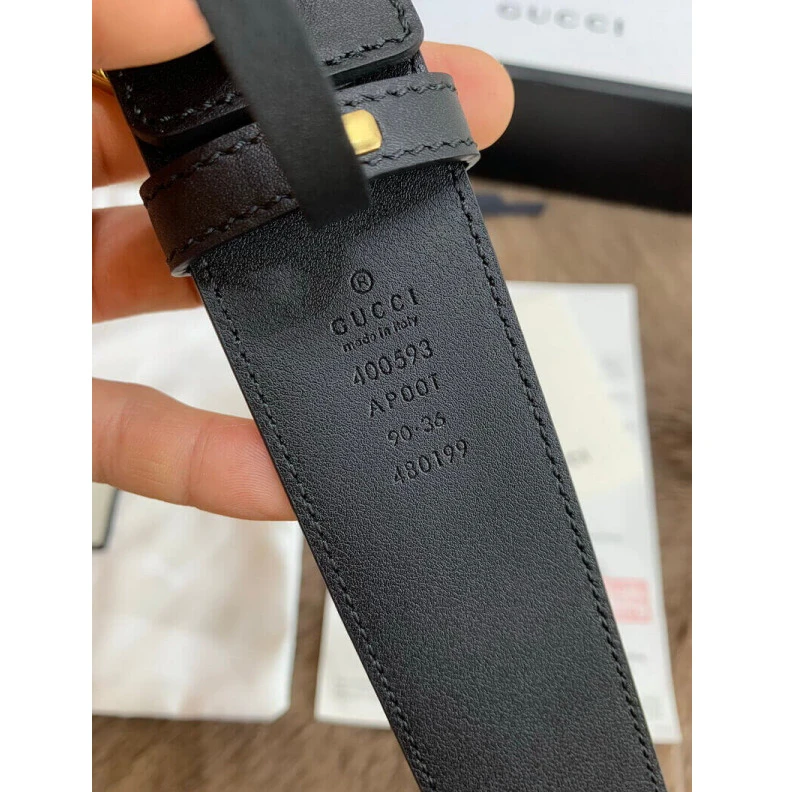 GUCCI
®
GUCCI
made in italy
400593
AP00T
90·36
480199